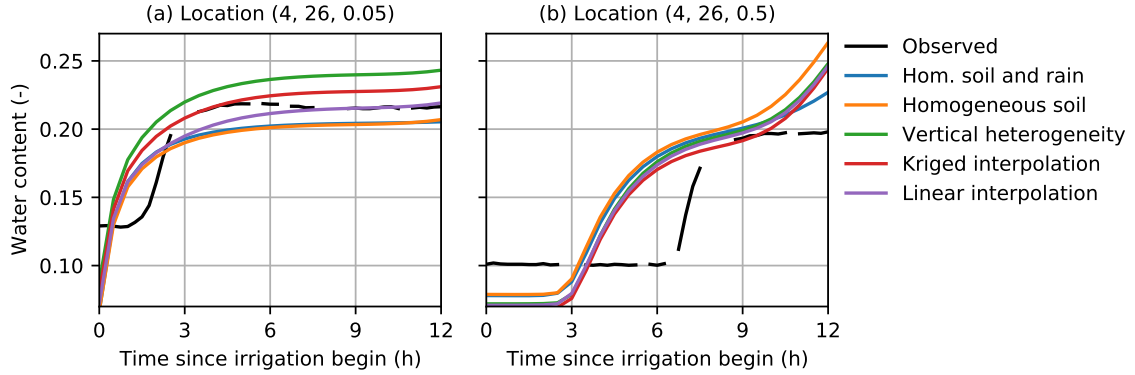 (a) Location (4, 26, 0.05)
(b) Location (4, 26, 0.5)
Water content (-)
0.25
0.20
0.15
0.10
0 3 6 9 12
0 3 6 9 12
Time since irrigation begin (h)
Time since irrigation begin (h)
Observed
Hom. soil and rain
Homogeneous soil
Vertical heterogeneity
Kriged interpolation
Linear interpolation